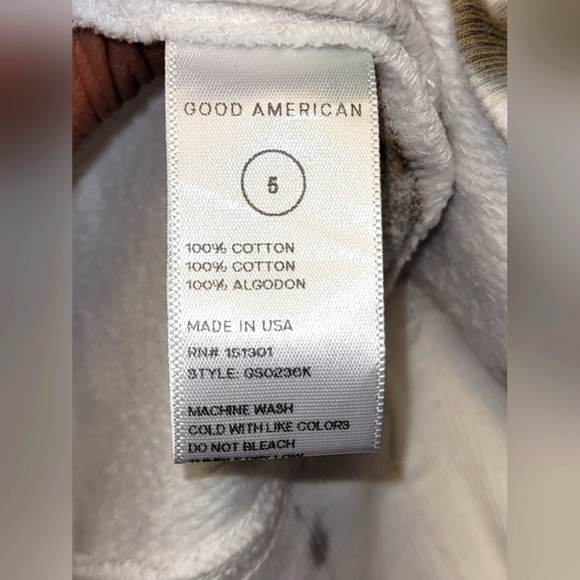 GOOD AMERICAN
5
100% COTTON
100% COTTON
100% ALGODON
MADE IN USA
RN# 151301
STYLE: GS0236K
MACHINE WASH
COLD WITH LIKE COLORS
DO NOT BLEACH
LOW